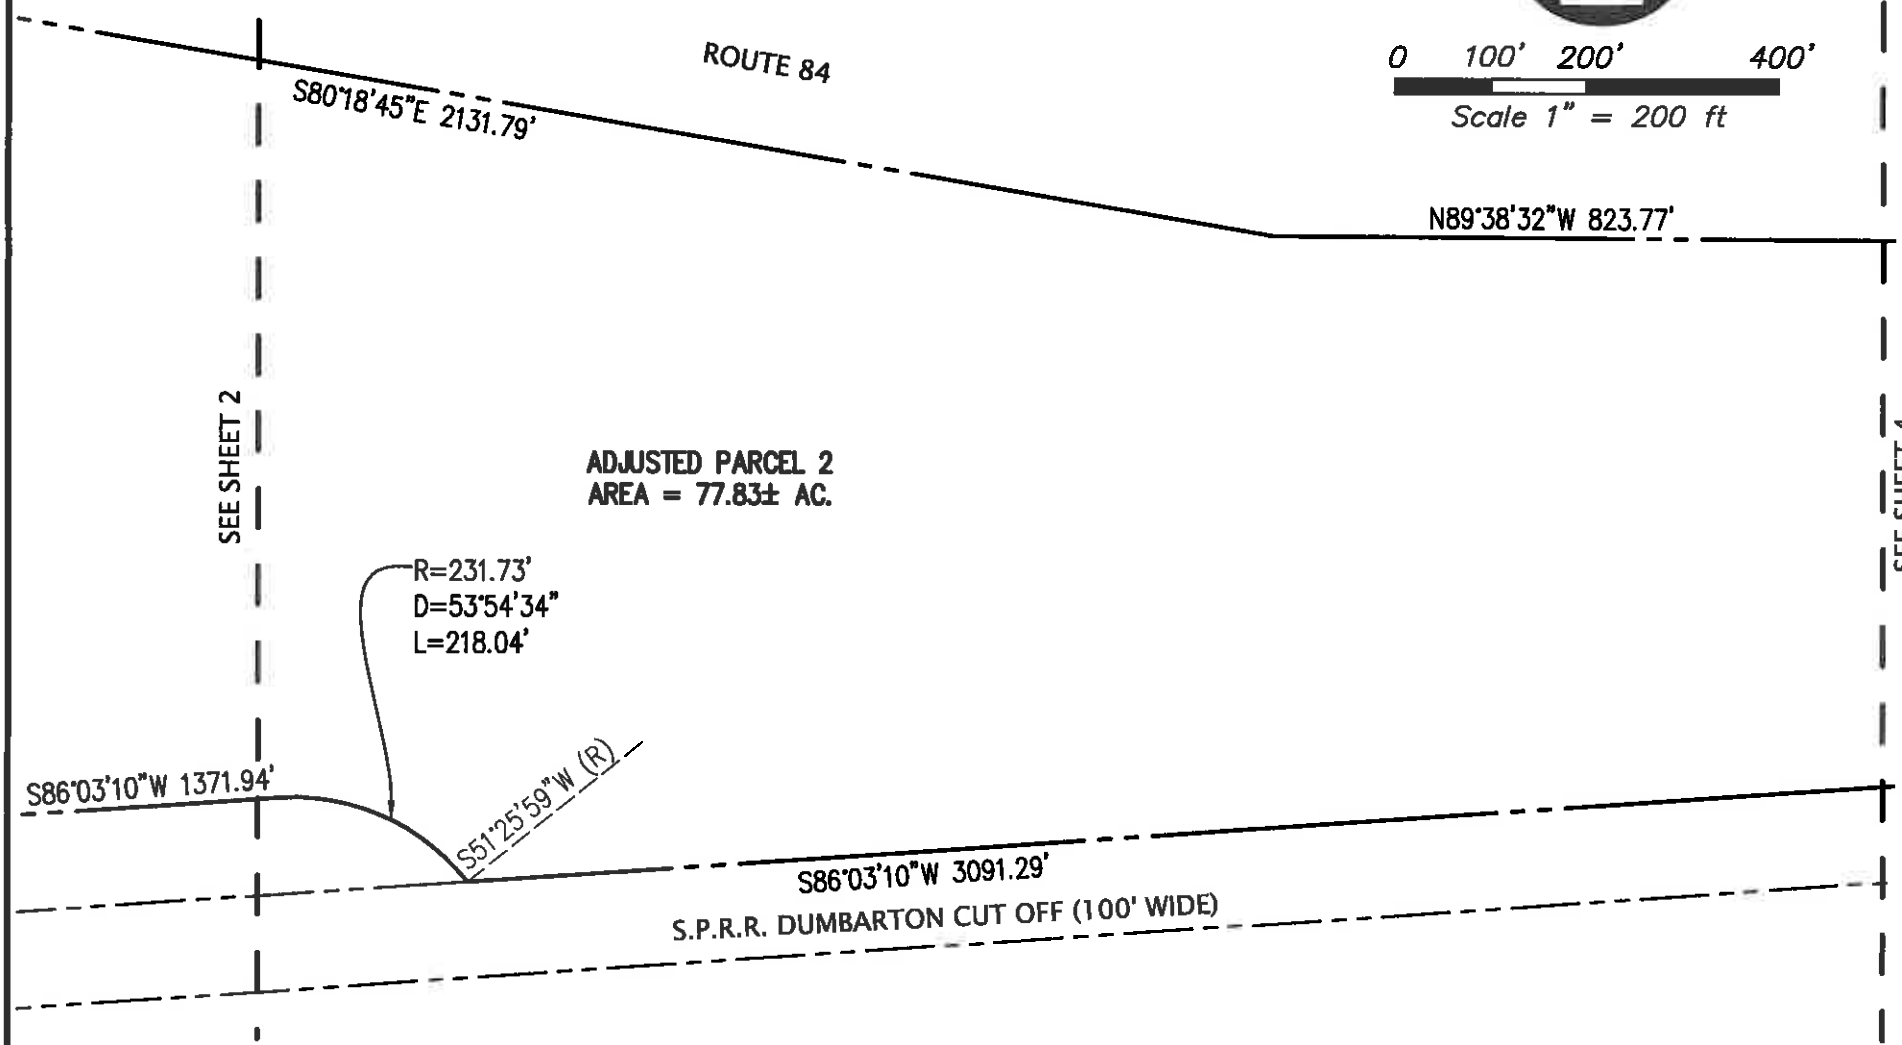 ROUTE 84
0 100' 200' 400'
Scale 1" = 200 ft
S80°18'45"E 2131.79'
N89°38'32"W 823.77'
SEE SHEET 2
ADJUSTED PARCEL 2
AREA = 77.83± AC.
SEE SHEET
R=231.73'
D=53°54'34"
L=218.04'
S86°03'10"W 1371.94'
S51°25'59"W (R)
S86°03'10"W 3091.29'
S.P.R.R. DUMBARTON CUT OFF (100' WIDE)